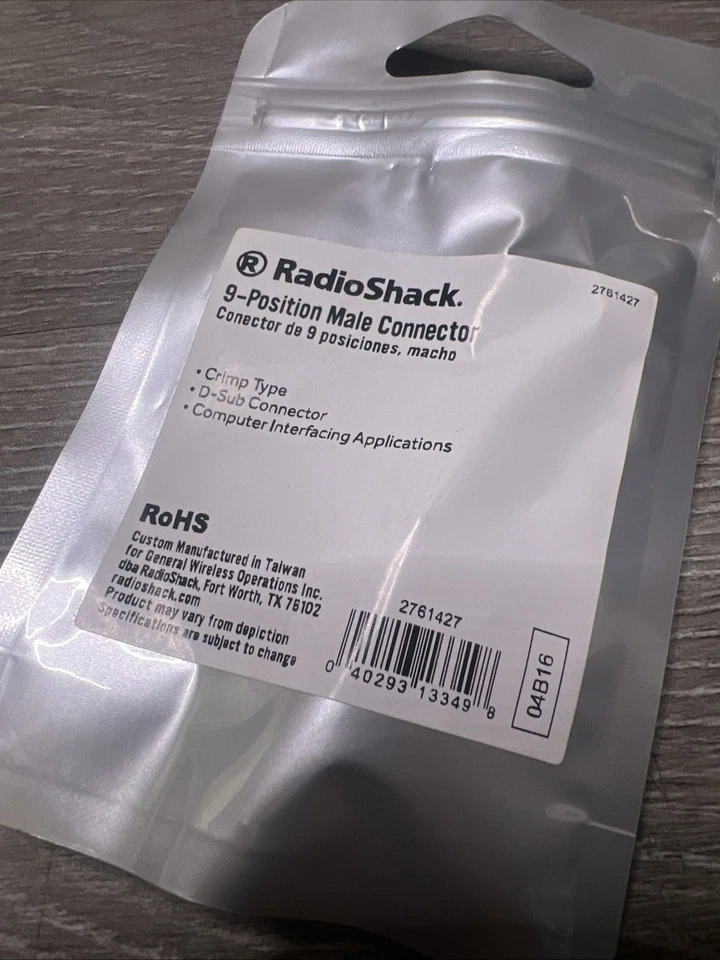 ® RadioShack.
2761427
9-Position Male Connector
Conector de 9 posiciones, macho
• Crimp Type
• D-Sub Connector
• Computer Interfacing Applications
RoHS
Custom Manufactured in Taiwan
for General Wireless Operations Inc.
dba RadioShack, Fort Worth, TX 76102
radioshack.com
Product may vary from depiction
Specifications are subject to change
2761427
0 40293 13349 8
04B16